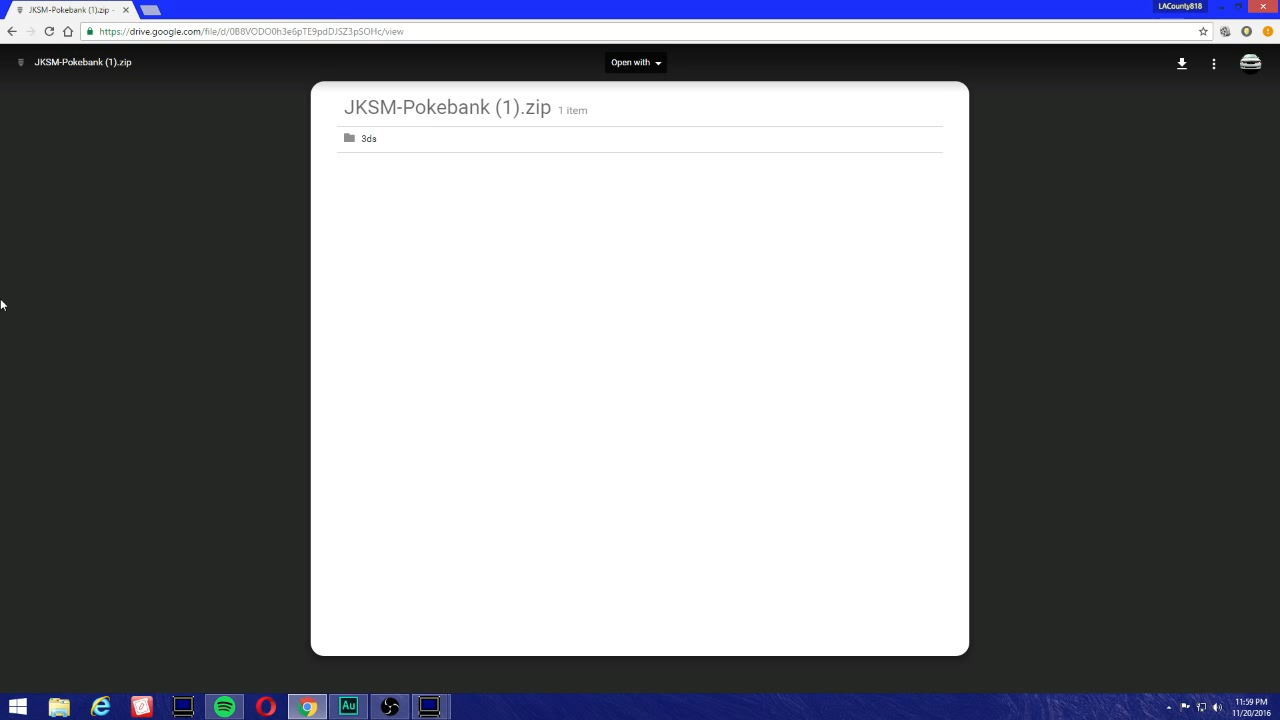 JKSM-Pokebank (1).zip -
LACounty818
https://drive.google.com/file/d/0B8VODO0h3e6pTE9pdDJSZ3pSOHc/view
JKSM-Pokebank (1).zip
Open with
JKSM-Pokebank (1).zip 1 item
3ds
Au
11:59 PM
11/20/2016